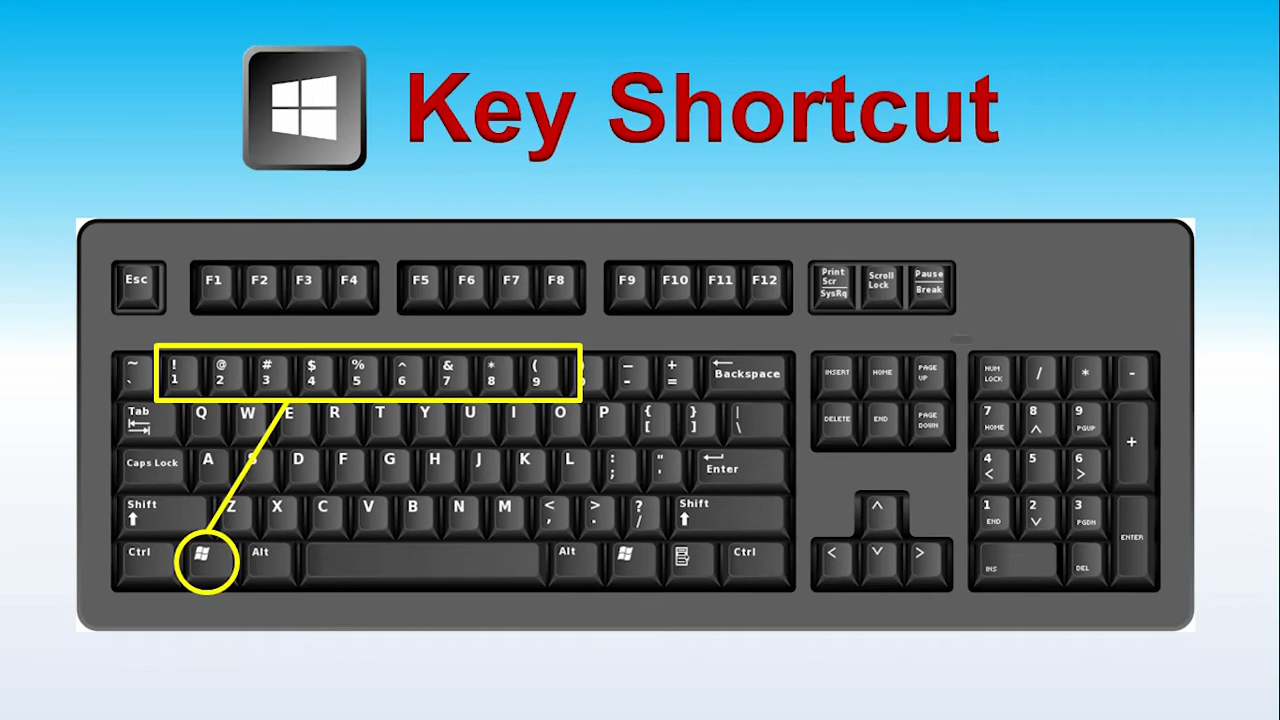 Key Shortcut
Esc F1 F2 F3 F4 F5 F6 F7 F8 F9 F10 F11 F12 Print Scr SysRq Scroll Lock Pause Break
~ ` ! 1 @ 2 # 3 $ 4 % 5 ^ 6 & 7 * 8 ( 9 _ - + = Backspace INSERT HOME PAGE UP NUM LOCK / * -
Tab Q W E R T Y U I O P { [ } ] | \ DELETE END PAGE DOWN 7 HOME 8 9 PGUP +
Caps Lock A S D F G H J K L : ; " ' Enter 4 < 5 6 >
Shift Z X C V B N M < , > . ? / Shift 1 END 2 3 PGDN ENTER
Ctrl Alt Alt Ctrl < > INS DEL